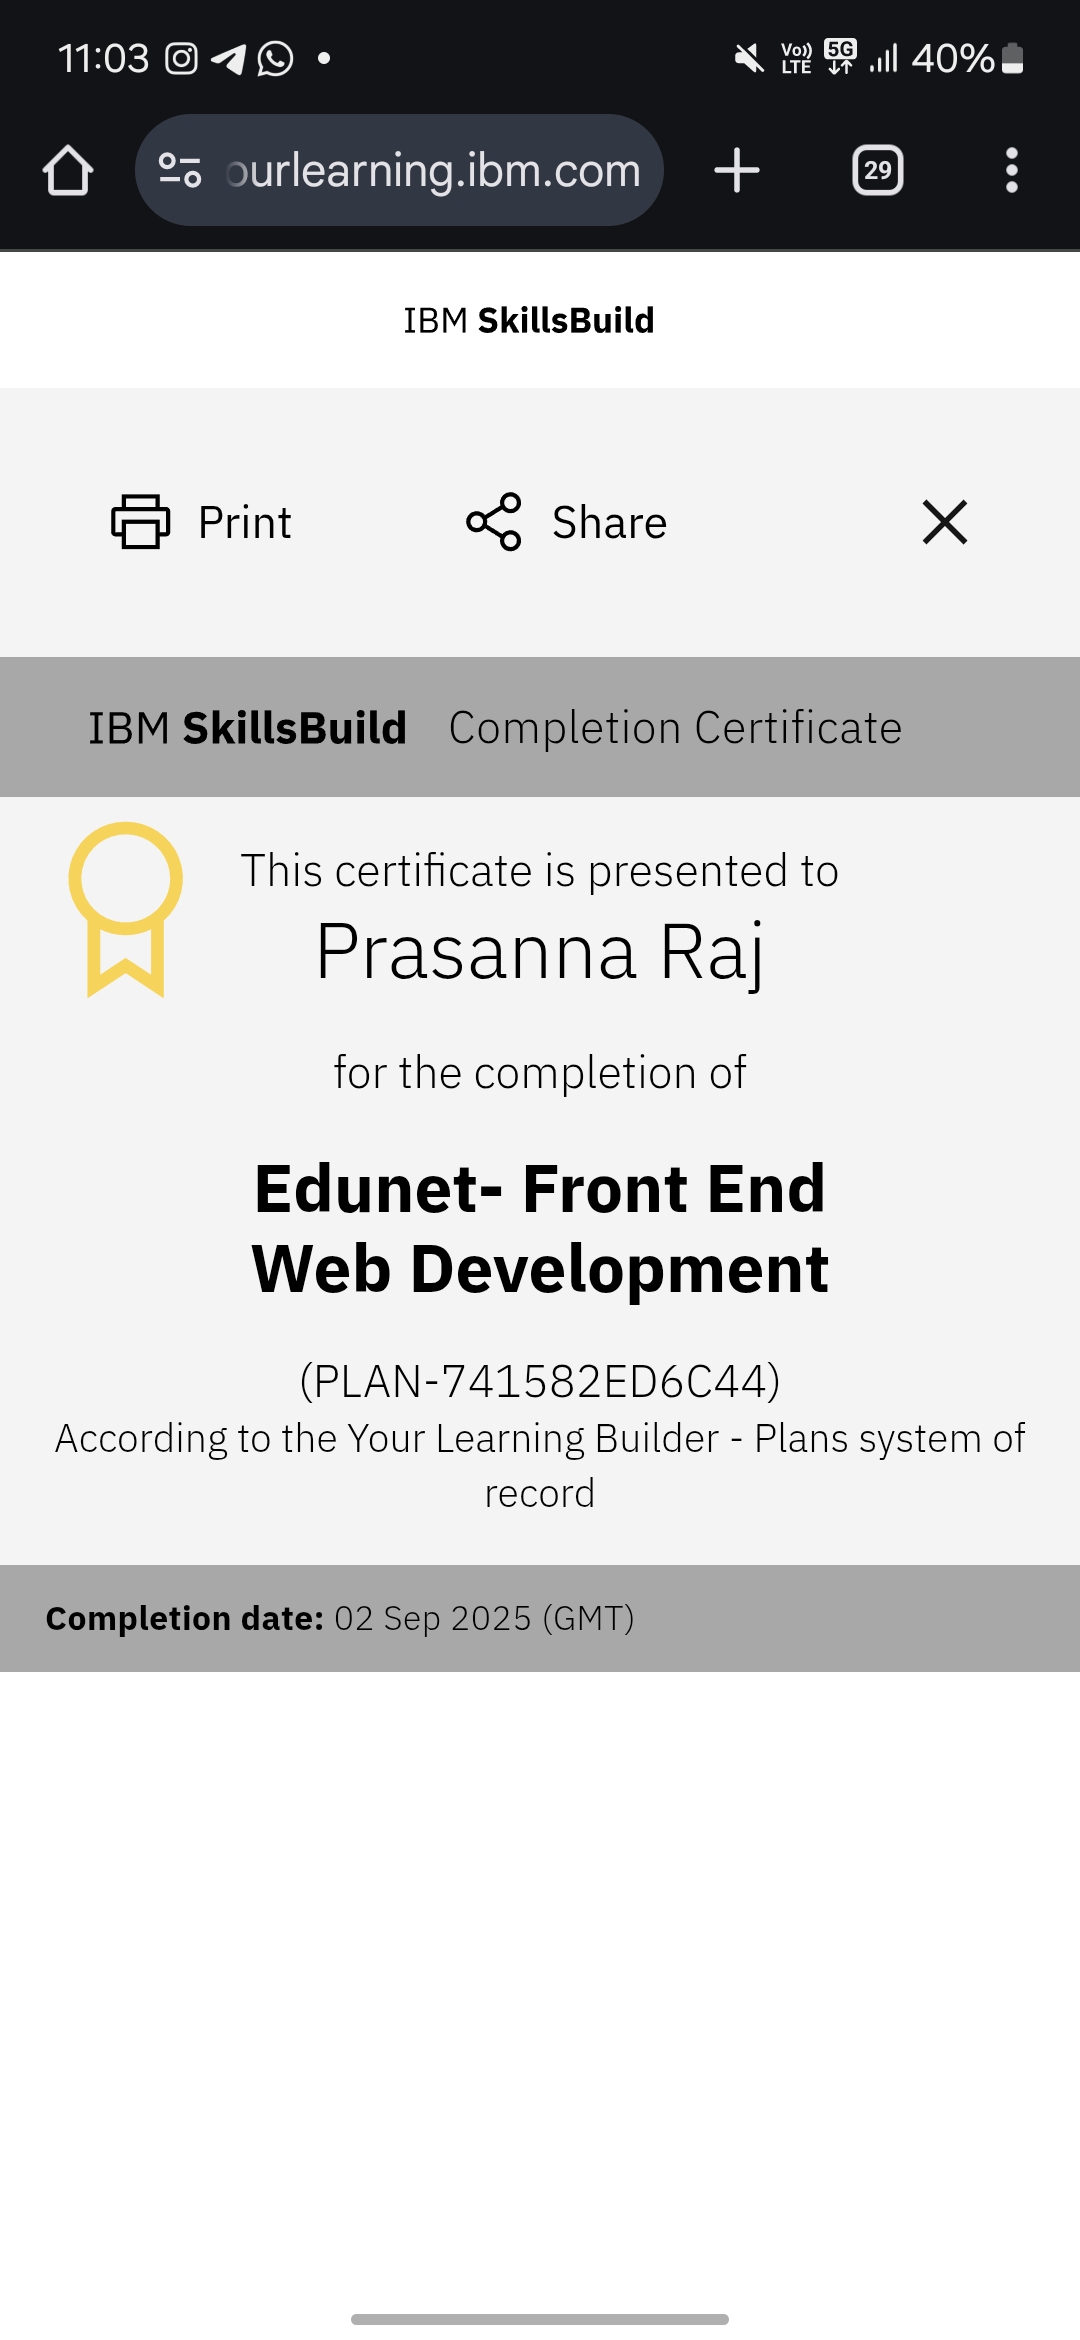 11:03
Vo)) LTE 5G 40%
ourlearning.ibm.com
29
IBM SkillsBuild
Print Share
IBM SkillsBuild Completion Certificate
This certificate is presented to
Prasanna Raj
for the completion of
Edunet- Front End
Web Development
(PLAN-741582ED6C44)
According to the Your Learning Builder - Plans system of
record
Completion date: 02 Sep 2025 (GMT)